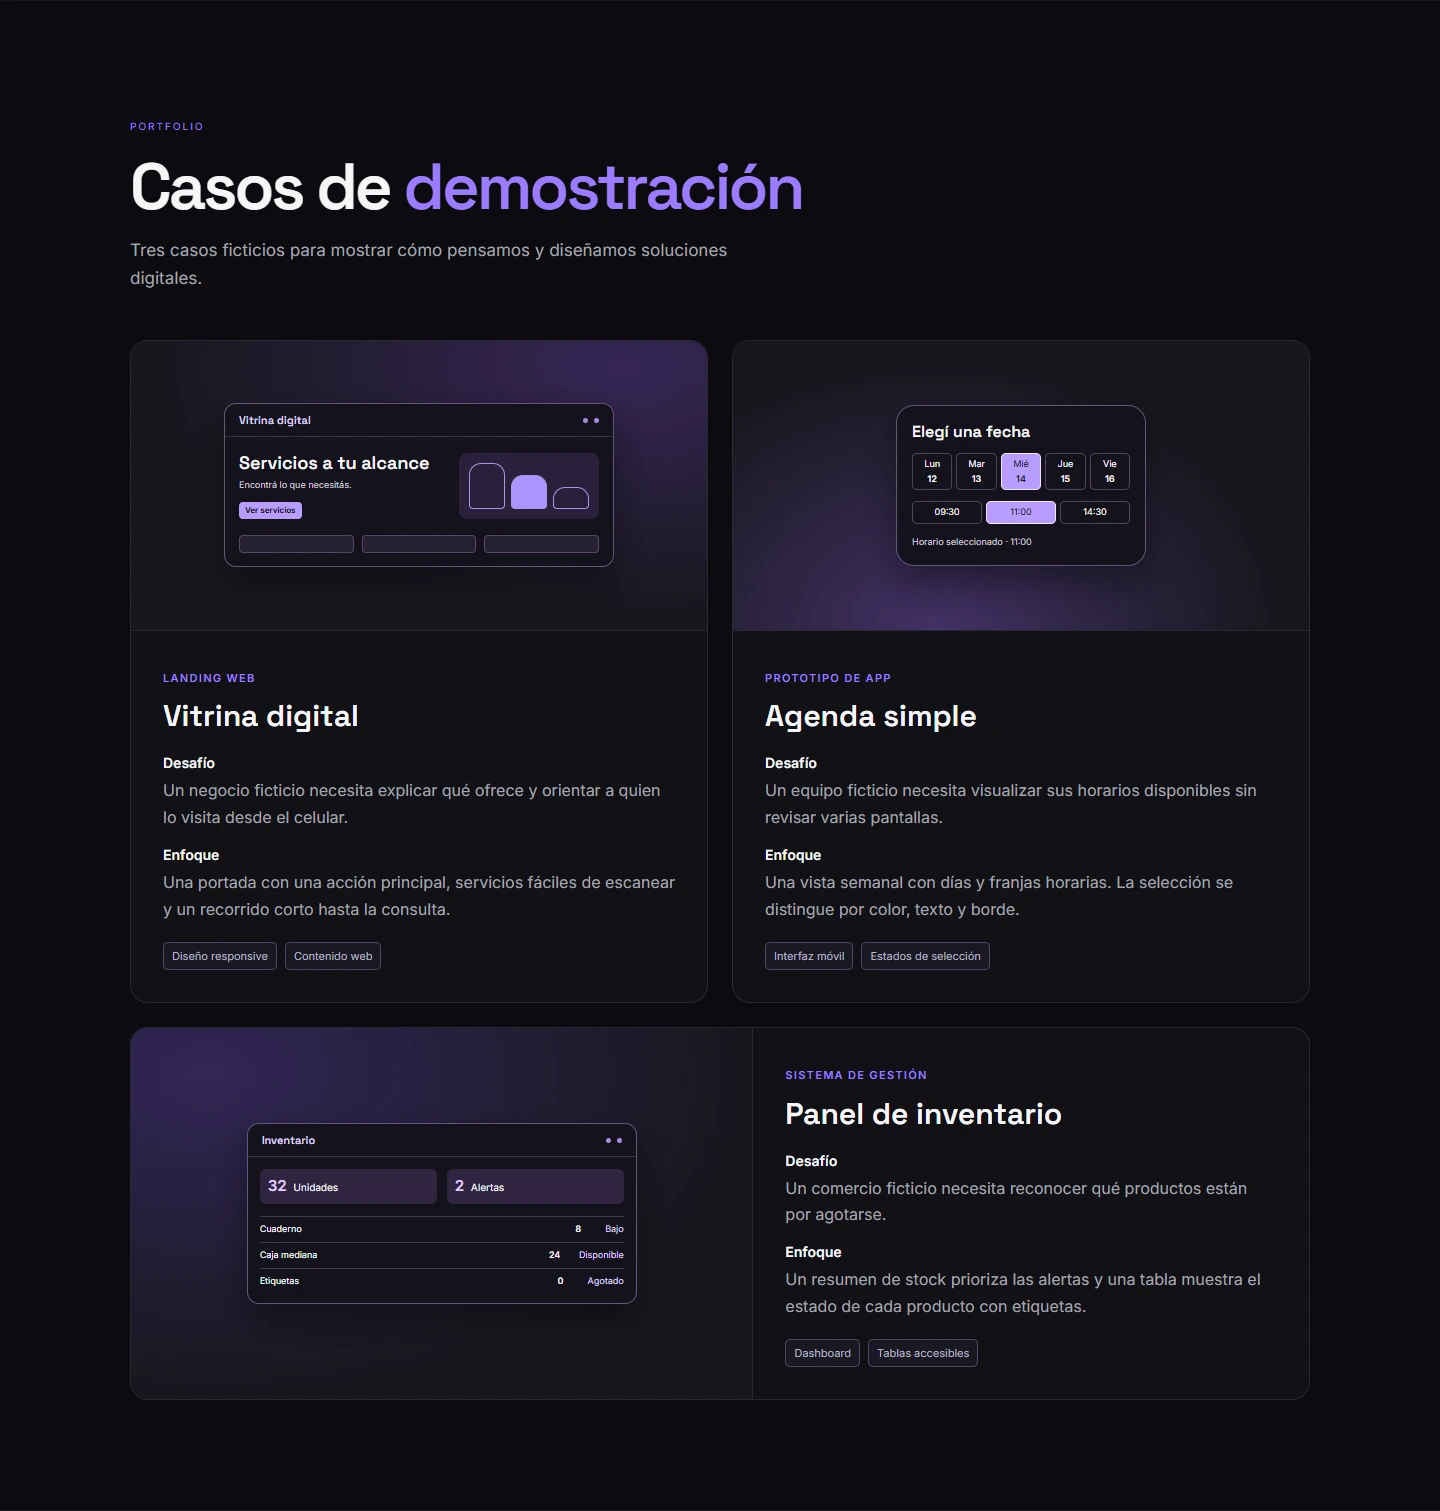 PORTFOLIO
Casos de demostración
Tres casos ficticios para mostrar cómo pensamos y diseñamos soluciones
digitales.
Vitrina digital
Servicios a tu alcance
Encontrá lo que necesitás.
Ver servicios
LANDING WEB
Vitrina digital
Desafío
Un negocio ficticio necesita explicar qué ofrece y orientar a quien
lo visita desde el celular.
Enfoque
Una portada con una acción principal, servicios fáciles de escanear
y un recorrido corto hasta la consulta.
Diseño responsive Contenido web
Elegí una fecha
Lun Mar Mié Jue Vie
12 13 14 15 16
09:30 11:00 14:30
Horario seleccionado · 11:00
PROTOTIPO DE APP
Agenda simple
Desafío
Un equipo ficticio necesita visualizar sus horarios disponibles sin
revisar varias pantallas.
Enfoque
Una vista semanal con días y franjas horarias. La selección se
distingue por color, texto y borde.
Interfaz móvil Estados de selección
Inventario
32 Unidades 2 Alertas
Cuaderno 8 Bajo
Caja mediana 24 Disponible
Etiquetas 0 Agotado
SISTEMA DE GESTIÓN
Panel de inventario
Desafío
Un comercio ficticio necesita reconocer qué productos están
por agotarse.
Enfoque
Un resumen de stock prioriza las alertas y una tabla muestra el
estado de cada producto con etiquetas.
Dashboard Tablas accesibles